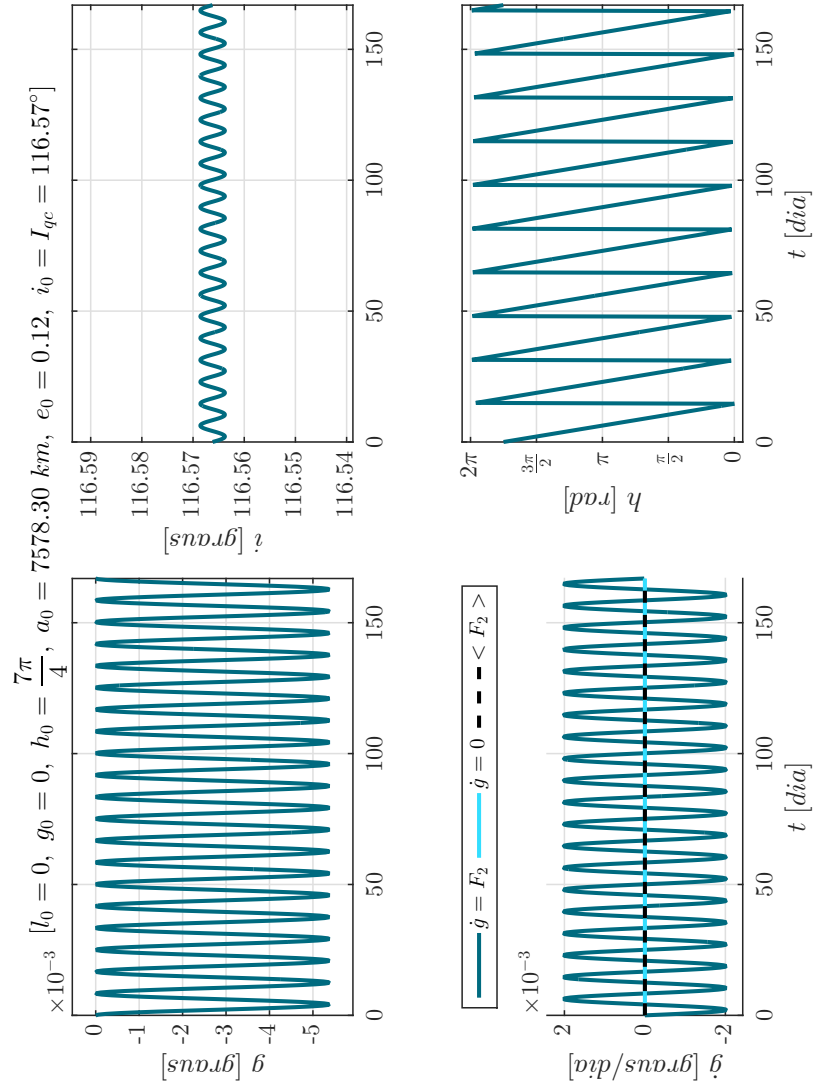 [l₀ = 0, g₀ = 0, h₀ = 7π/4, a₀ = 7578.30 km, e₀ = 0.12, i₀ = I_qc = 116.57°]
×10⁻³
0
-1
-2
-3
-4
-5
g [graus]
0 50 100 150
116.59
116.58
116.57
116.56
116.55
116.54
i [graus]
0 50 100 150
ġ = F₂ ġ = 0 < F₂ >
×10⁻³
2
0
-2
ġ [graus/dia]
0 50 100 150
t [dia]
2π
3π/2
π
π/2
0
h [rad]
0 50 100 150
t [dia]